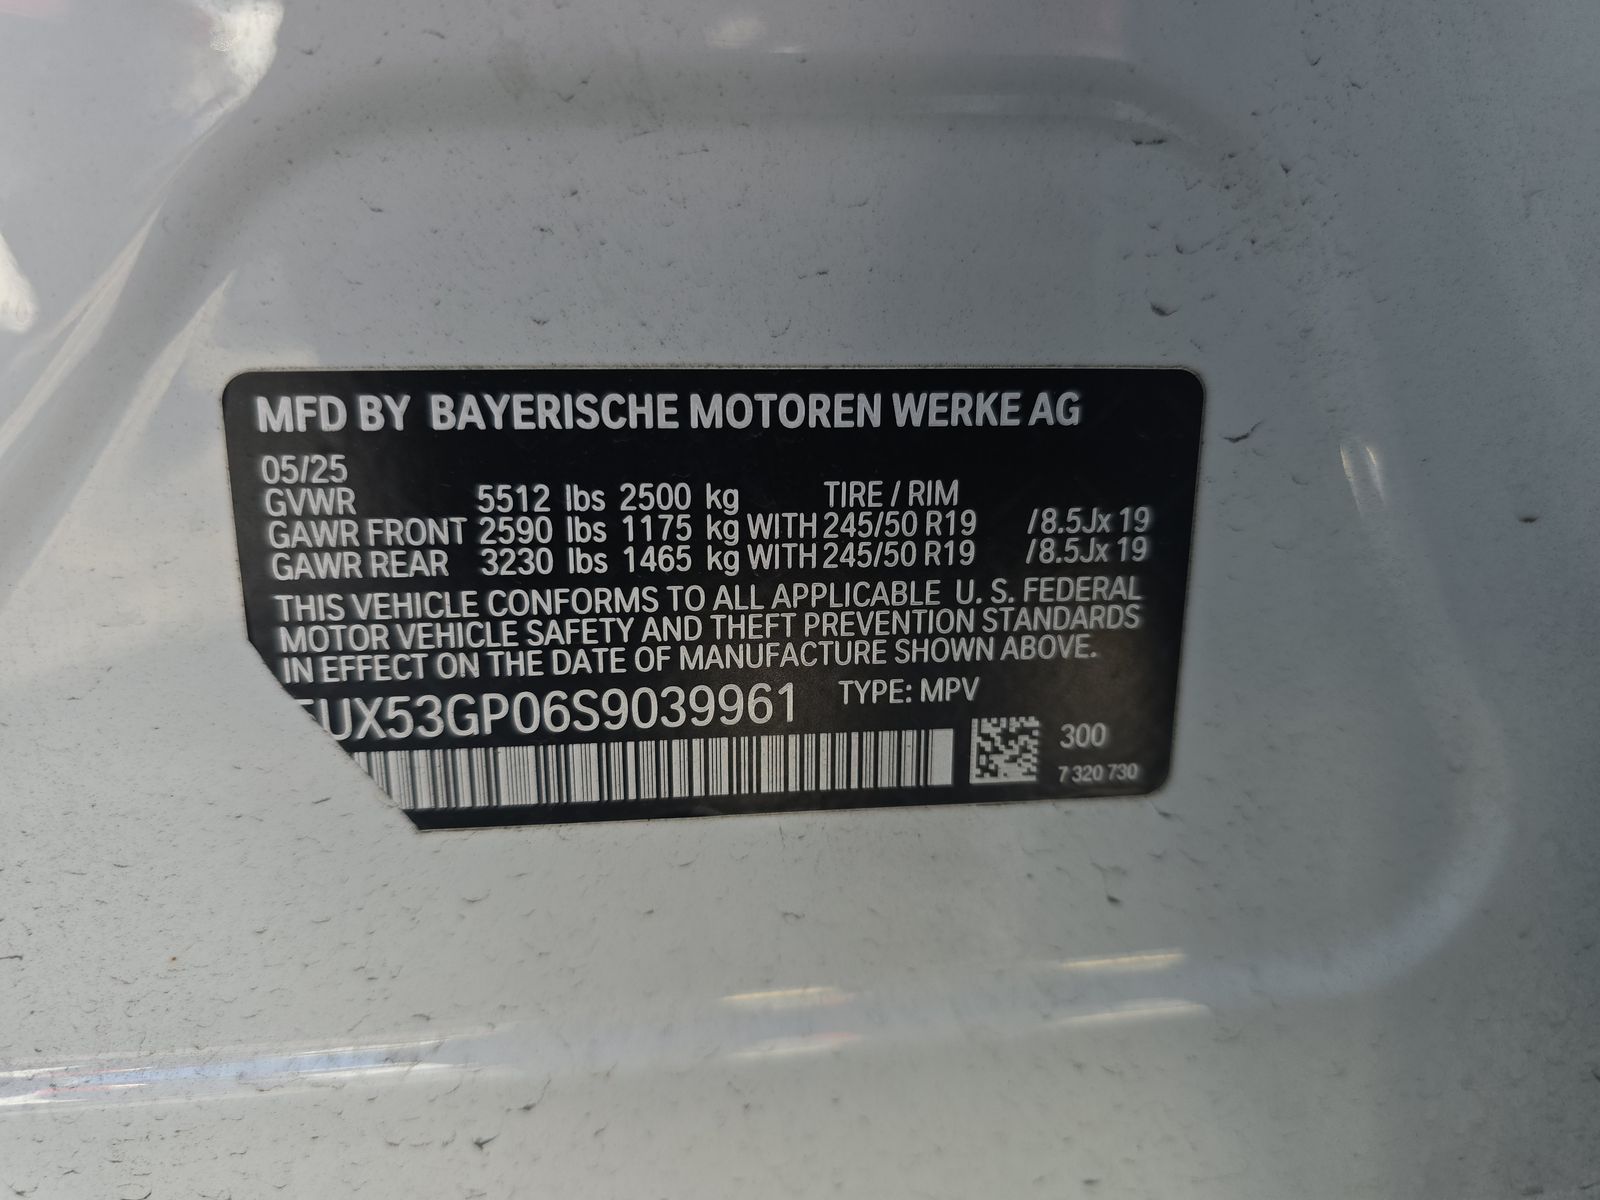 MFD BY BAYERISCHE MOTOREN WERKE AG
05/25
GVWR 5512 lbs 2500 kg TIRE / RIM
GAWR FRONT 2590 lbs 1175 kg WITH 245/50 R19 /8.5Jx 19
GAWR REAR 3230 lbs 1465 kg WITH 245/50 R19 /8.5Jx 19
THIS VEHICLE CONFORMS TO ALL APPLICABLE U. S. FEDERAL
MOTOR VEHICLE SAFETY AND THEFT PREVENTION STANDARDS
IN EFFECT ON THE DATE OF MANUFACTURE SHOWN ABOVE.
5UX53GP06S9039961 TYPE: MPV
300
7 320 730